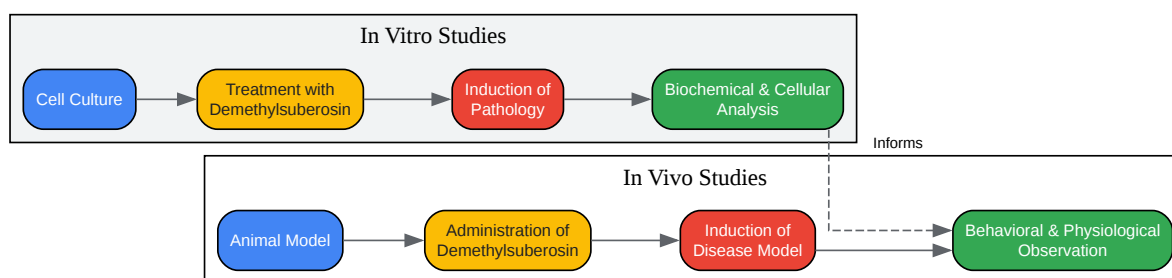 In Vitro Studies
Cell Culture
Treatment with
Demethylsuberosin
Induction of
Pathology
Biochemical & Cellular
Analysis
Informs
In Vivo Studies
Animal Model
Administration of
Demethylsuberosin
Induction of
Disease Model
Behavioral & Physiological
Observation